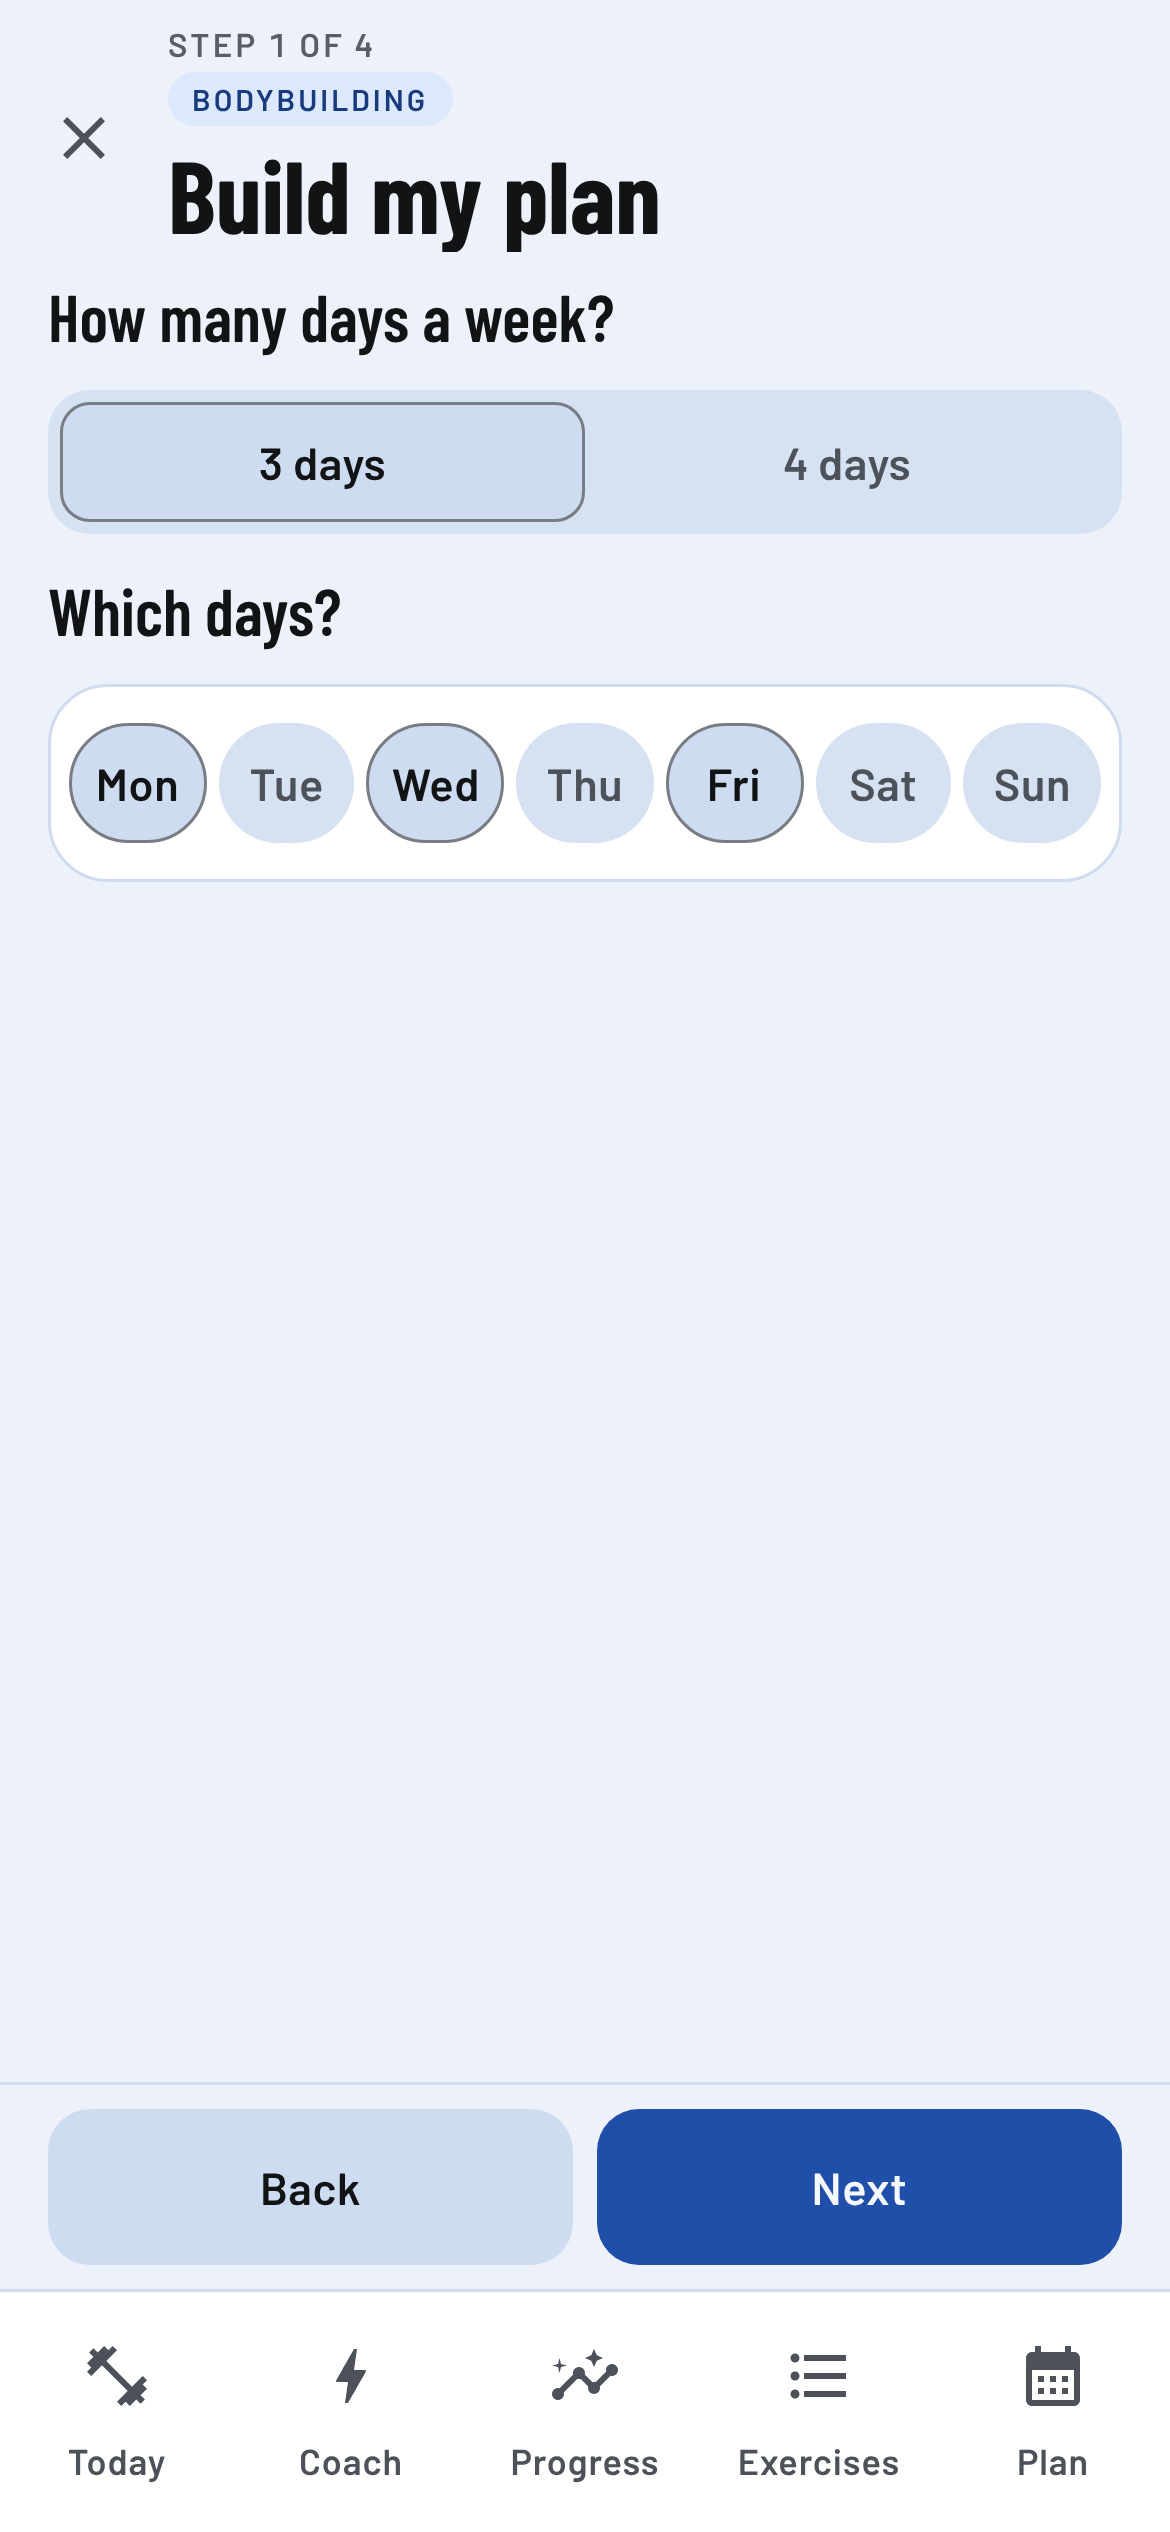 STEP 1 OF 4
BODYBUILDING
Build my plan
How many days a week?
3 days 4 days
Which days?
Mon Tue Wed Thu Fri Sat Sun
Back Next
Today Coach Progress Exercises Plan